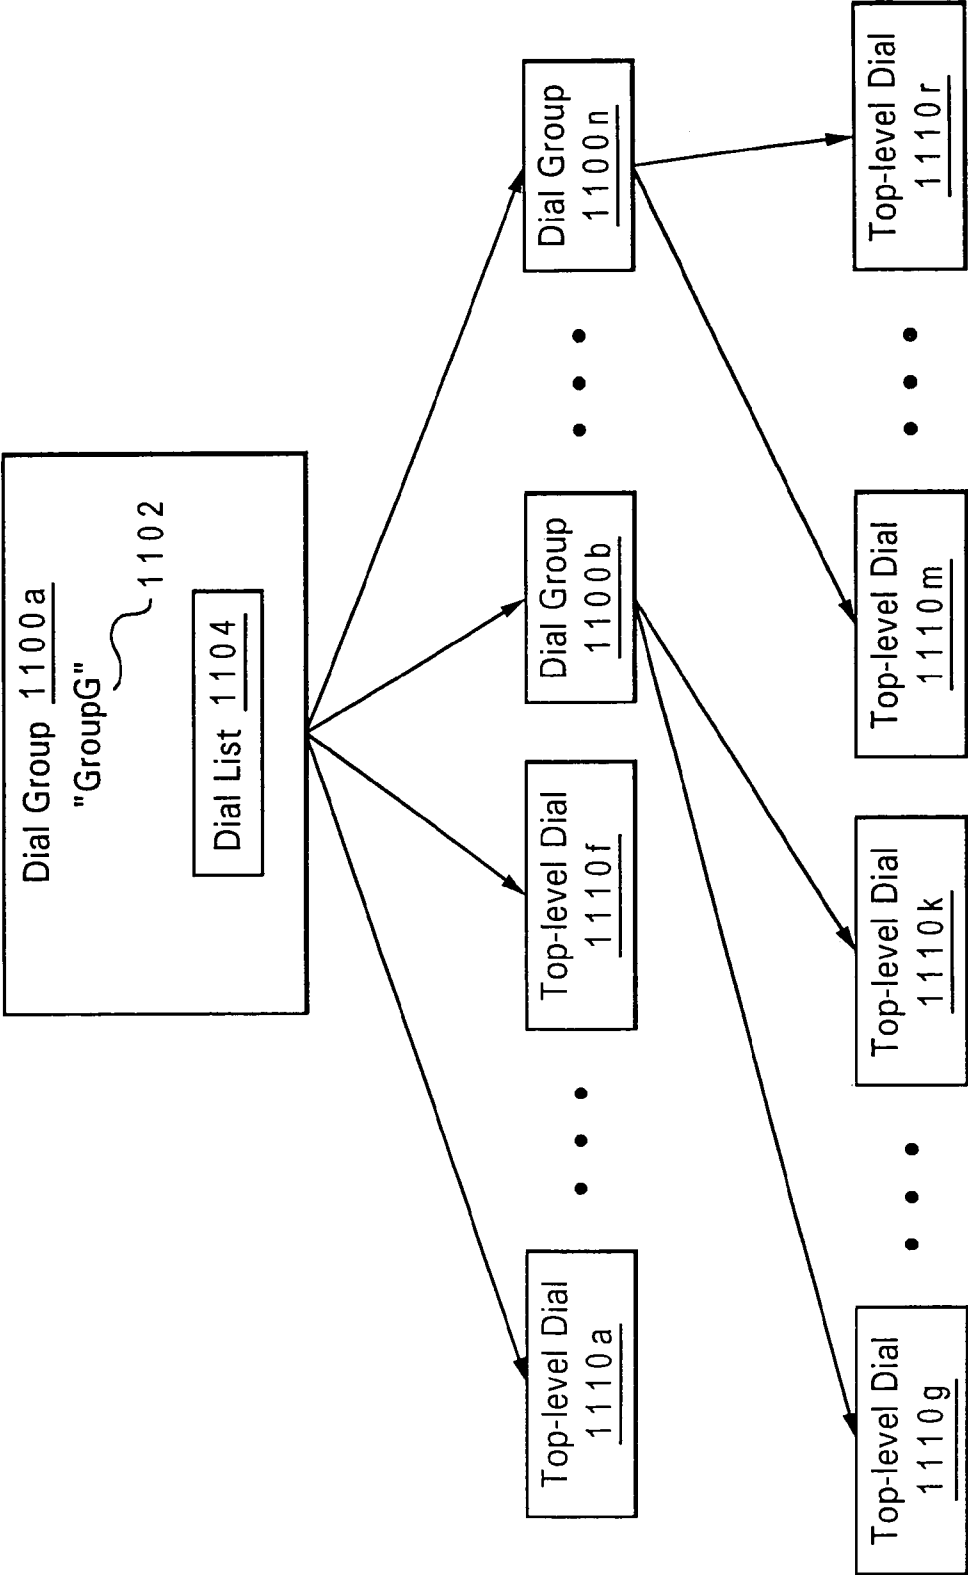 Dial Group 1100a
"GroupG"
1102
Dial List 1104
Top-level Dial
1110a
Top-level Dial
1110f
Dial Group
1100b
Dial Group
1100n
Top-level Dial
1110g
Top-level Dial
1110k
Top-level Dial
1110m
Top-level Dial
1110r